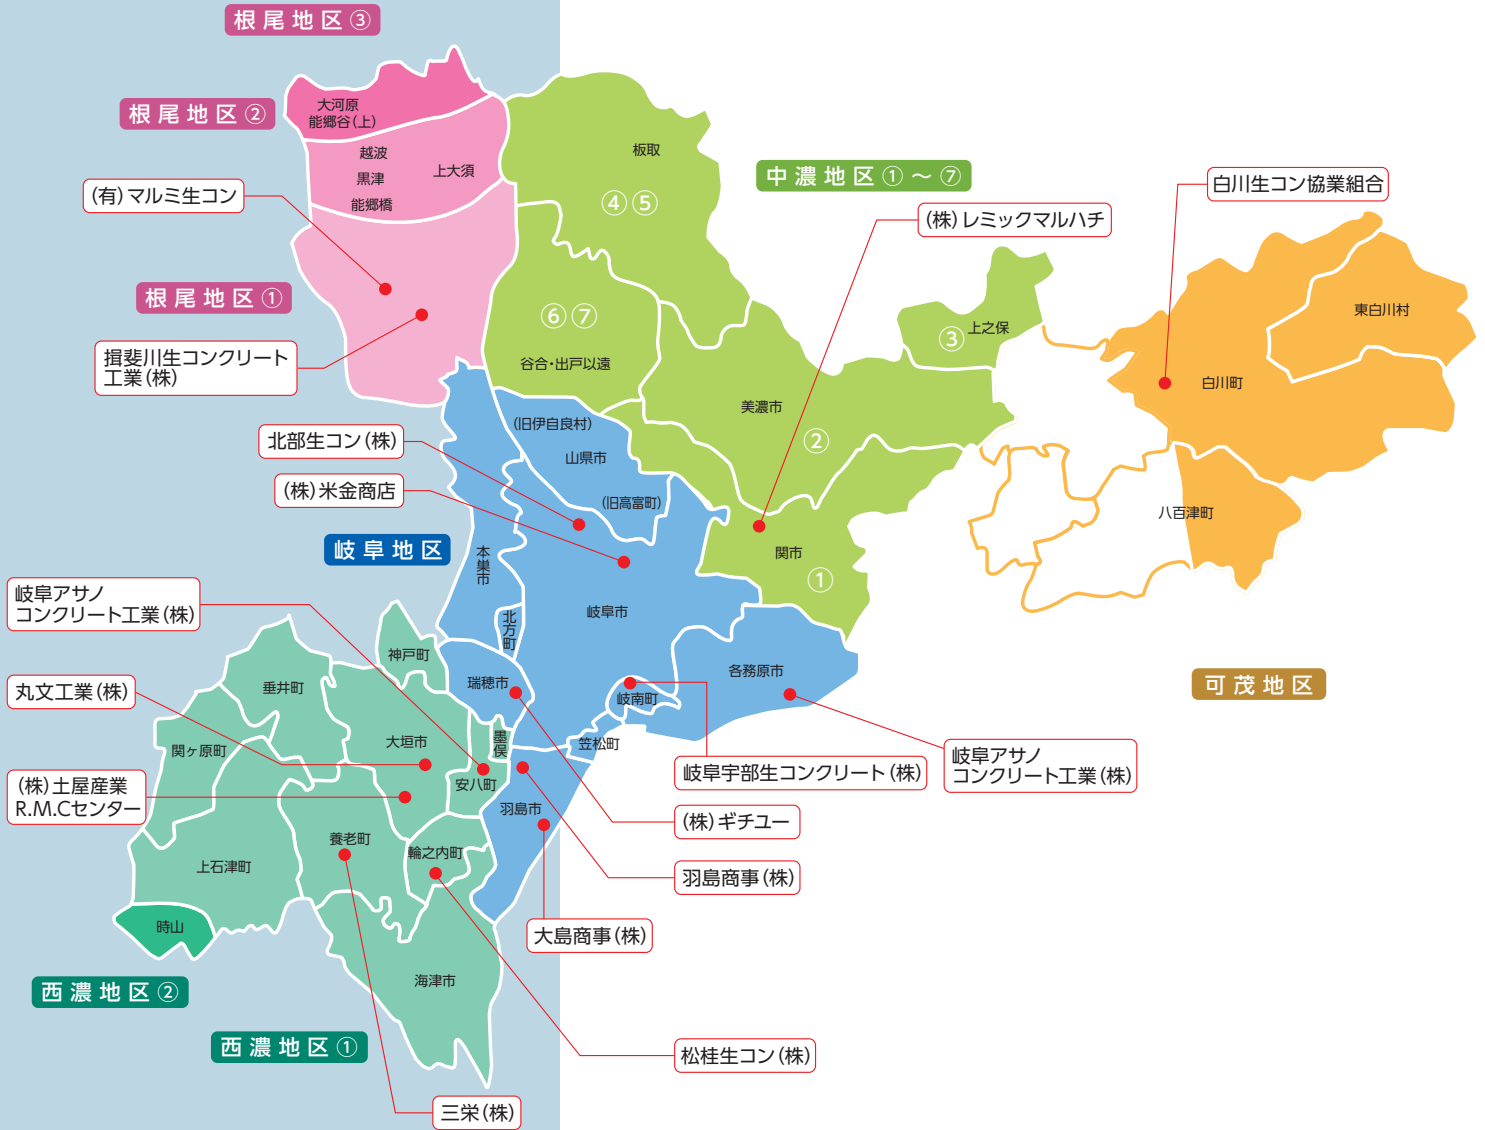 根尾地区③
大河原
能郷谷(上)
根尾地区②
越波
黒津
能郷橋
上大須
(有)マルミ生コン
根尾地区①
揖斐川生コンクリート
工業(株)
板取
④⑤
中濃地区①～⑦
(株)レミックマルハチ
白川生コン協業組合
⑥⑦
谷合・出戸以遠
③
上之保
東白川村
白川町
美濃市
②
(旧伊自良村)
山県市
(旧高富町)
北部生コン(株)
(株)米金商店
岐阜地区
本巣市
関市
①
八百津町
岐阜アサノ
コンクリート工業(株)
北方町
岐阜市
神戸町
垂井町
瑞穂市
各務原市
岐南町
可茂地区
丸文工業(株)
関ヶ原町
大垣市
墨俣
笠松町
(株)土屋産業
R.M.Cセンター
安八町
岐阜宇部生コンクリート(株)
岐阜アサノ
コンクリート工業(株)
羽島市
(株)ギチユー
養老町
輪之内町
上石津町
羽島商事(株)
時山
大島商事(株)
海津市
西濃地区②
西濃地区①
松桂生コン(株)
三栄(株)